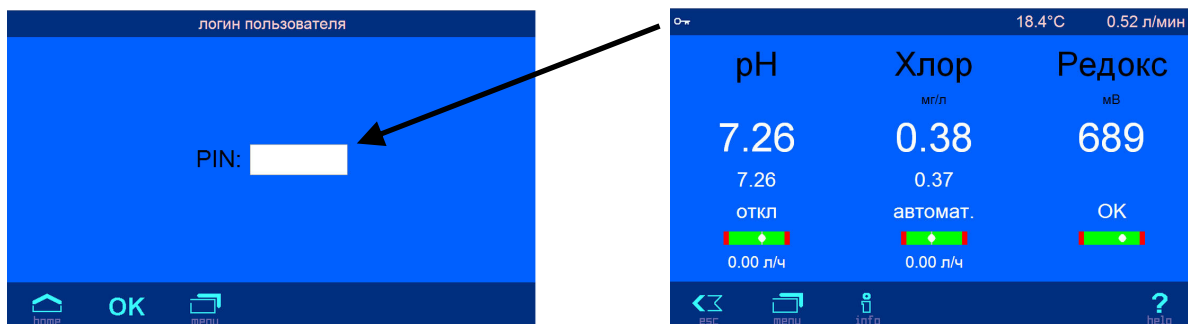 логин пользователя
PIN:
home OK menu
18.4°C 0.52 л/мин
pH Хлор Редокс
мг/л мВ
7.26 0.38 689
7.26 0.37
откл автомат. OK
0.00 л/ч 0.00 л/ч
esc menu info help